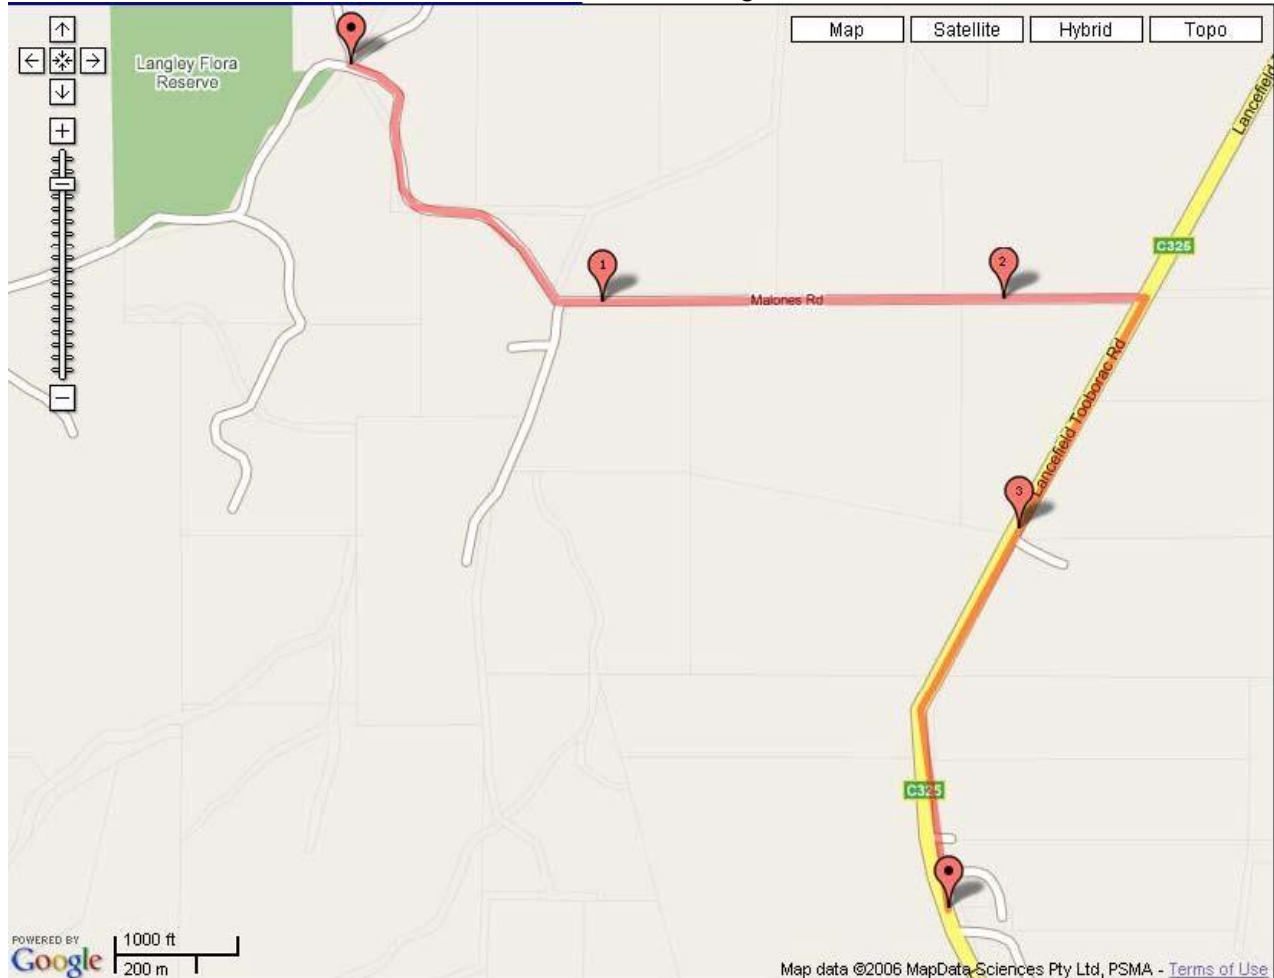 Map
Satellite
Hybrid
Topo
Langley Flora
Reserve
Lancefield
C325
1
2
Malones Rd
Lancefield Tooborac Rd
3
C325
POWERED BY
Google
1000 ft
200 m
Map data ©2006 MapData Sciences Pty Ltd, PSMA - Terms of Use